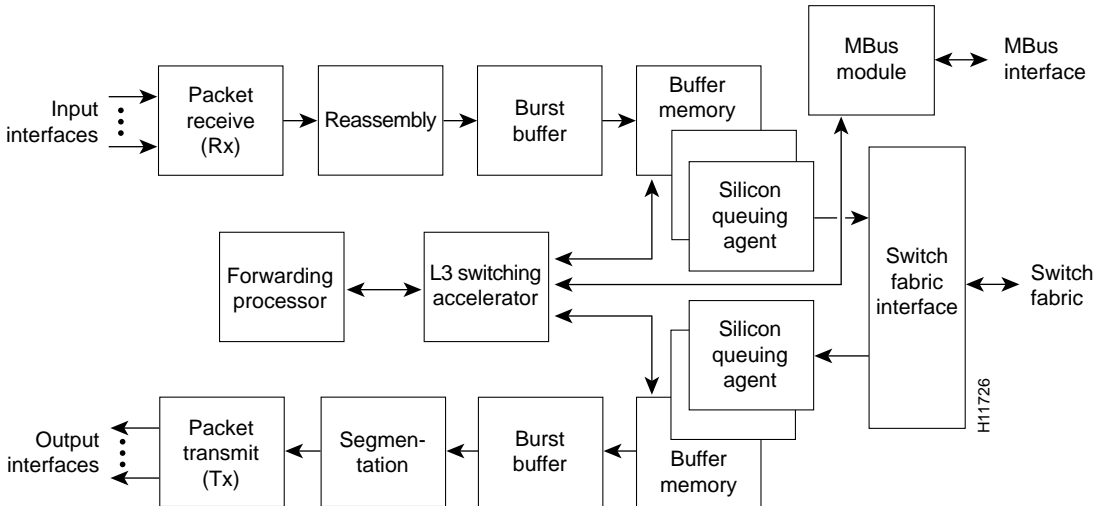 MBus
module
MBus
interface
Input
interfaces
Packet
receive
(Rx)
Reassembly
Burst
buffer
Buffer
memory
Silicon
queuing
agent
Forwarding
processor
L3 switching
accelerator
Switch
fabric
interface
Switch
fabric
Silicon
queuing
agent
Output
interfaces
Packet
transmit
(Tx)
Segmen-
tation
Burst
buffer
Buffer
memory
H11726